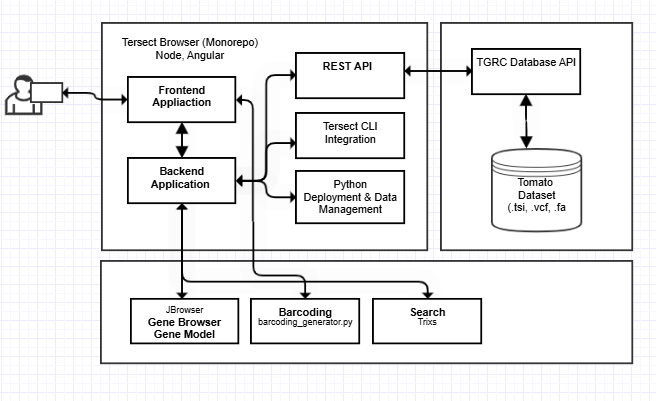 Tersect Browser (Monorepo)
Node, Angular
Frontend
Appliaction
Backend
Application
REST API
Tersect CLI
Integration
Python
Deployment & Data
Management
TGRC Database API
Tomato
Dataset
(.tsi, .vcf, .fa
JBrowser
Gene Browser
Gene Model
Barcoding
barcoding_generator.py
Search
Trixs